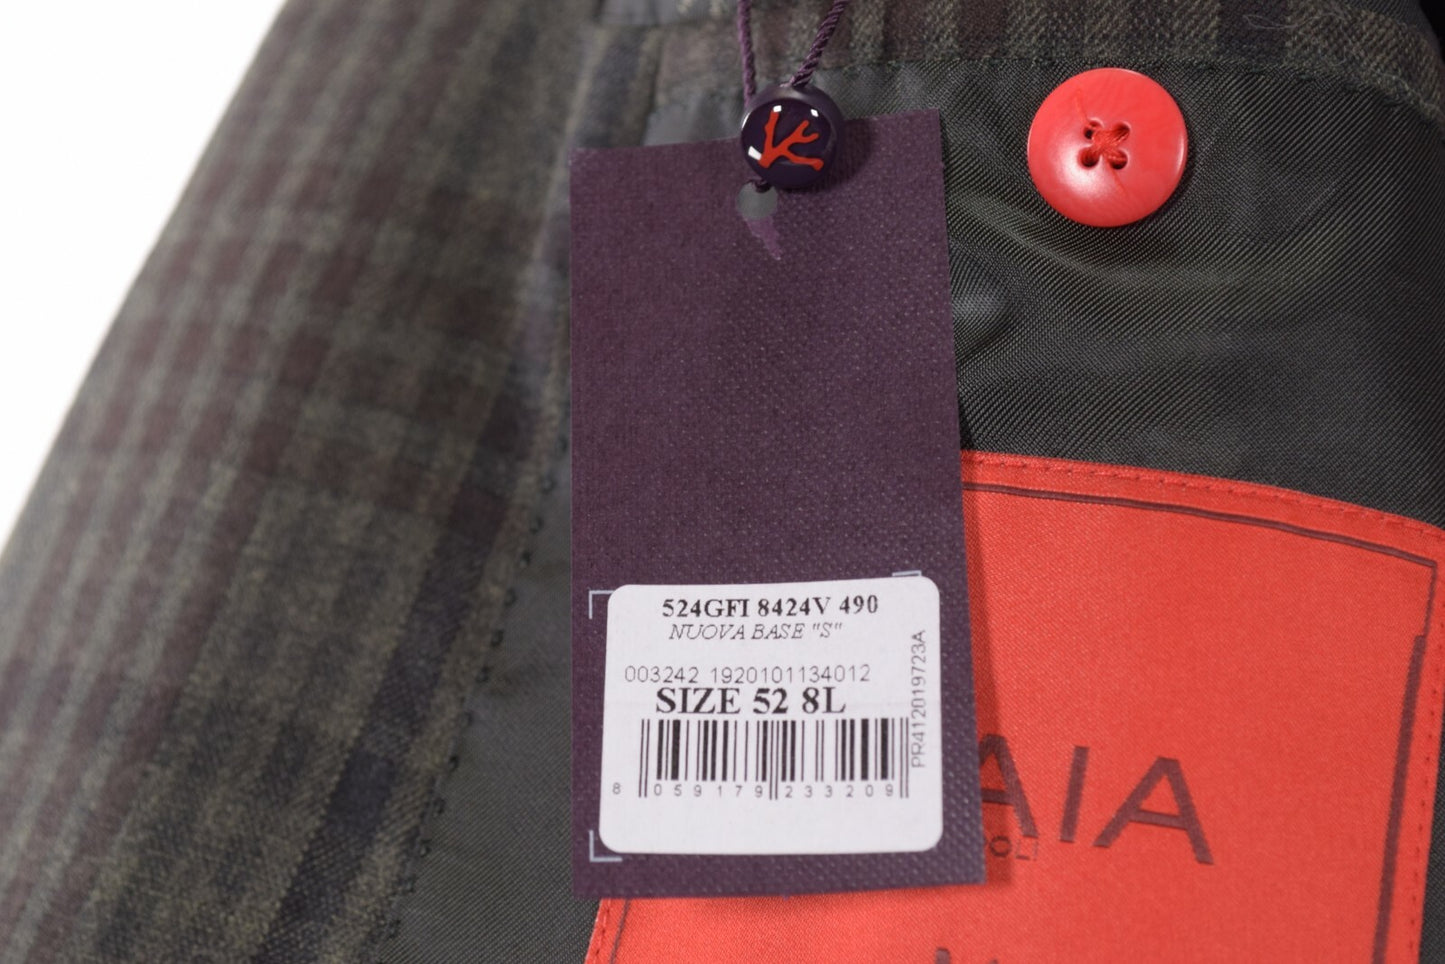 524GFI 8424V 490
NUOVA BASE "S"
003242 1920101134012
SIZE 52 8L
PR412019723A
8 059179 233209
AIA